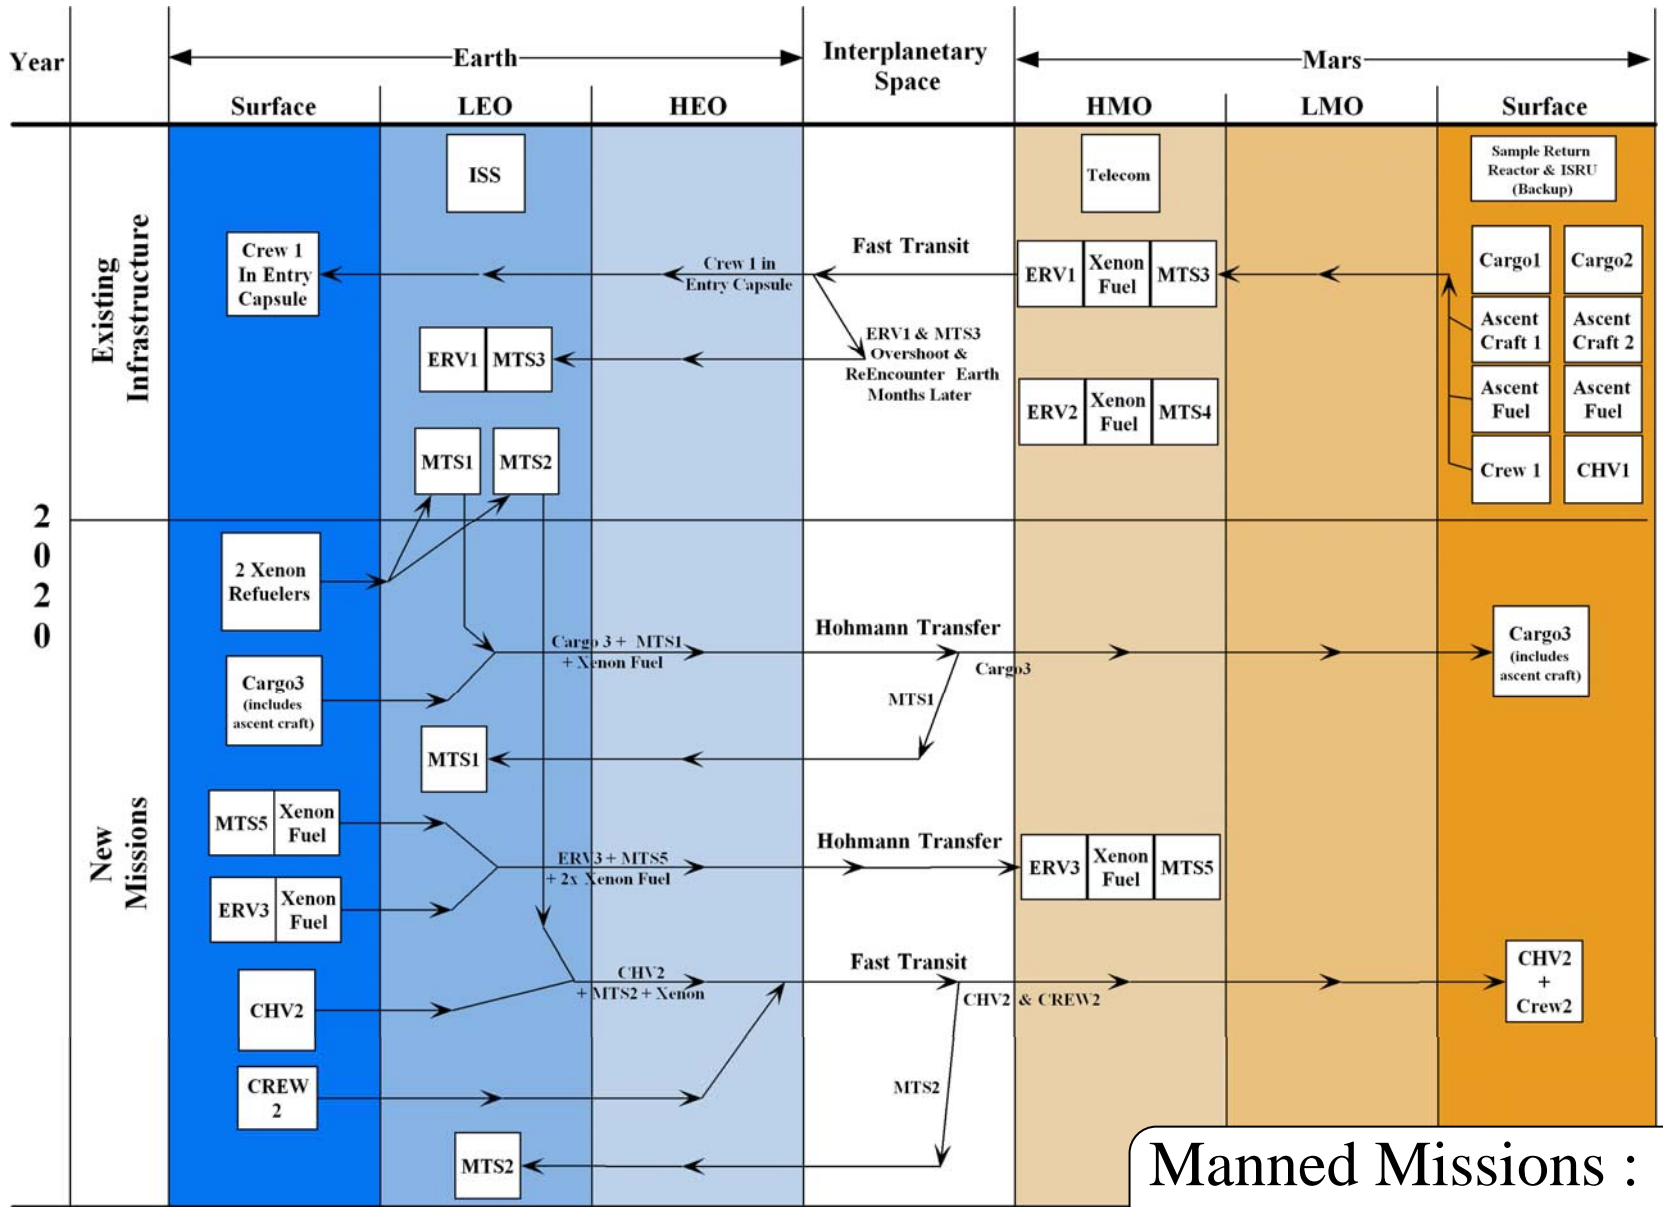 Year
Earth
Interplanetary
Space
Mars
Surface
LEO
HEO
HMO
LMO
Surface
Existing
Infrastructure
ISS
Telecom
Sample Return
Reactor & ISRU
(Backup)
Crew 1
In Entry
Capsule
Crew 1 in
Entry Capsule
Fast Transit
ERV1
Xenon
Fuel
MTS3
Cargo1
Cargo2
Ascent
Craft 1
Ascent
Craft 2
ERV1
MTS3
ERV1 & MTS3
Overshoot &
ReEncounter Earth
Months Later
ERV2
Xenon
Fuel
MTS4
Ascent
Fuel
Ascent
Fuel
MTS1
MTS2
Crew 1
CHV1
2
0
2
0
New
Missions
2 Xenon
Refuelers
Cargo3
(includes
ascent craft)
Cargo 3 + MTS1
+ Xenon Fuel
Hohmann Transfer
Cargo3
MTS1
Cargo3
(includes
ascent craft)
MTS1
MTS5
Xenon
Fuel
ERV3
Xenon
Fuel
ERV3 + MTS5
+ 2x Xenon Fuel
Hohmann Transfer
ERV3
Xenon
Fuel
MTS5
CHV2
CHV2
+ MTS2 + Xenon
Fast Transit
CHV2 & CREW2
CHV2
+
Crew2
CREW
2
MTS2
MTS2
Manned Missions :